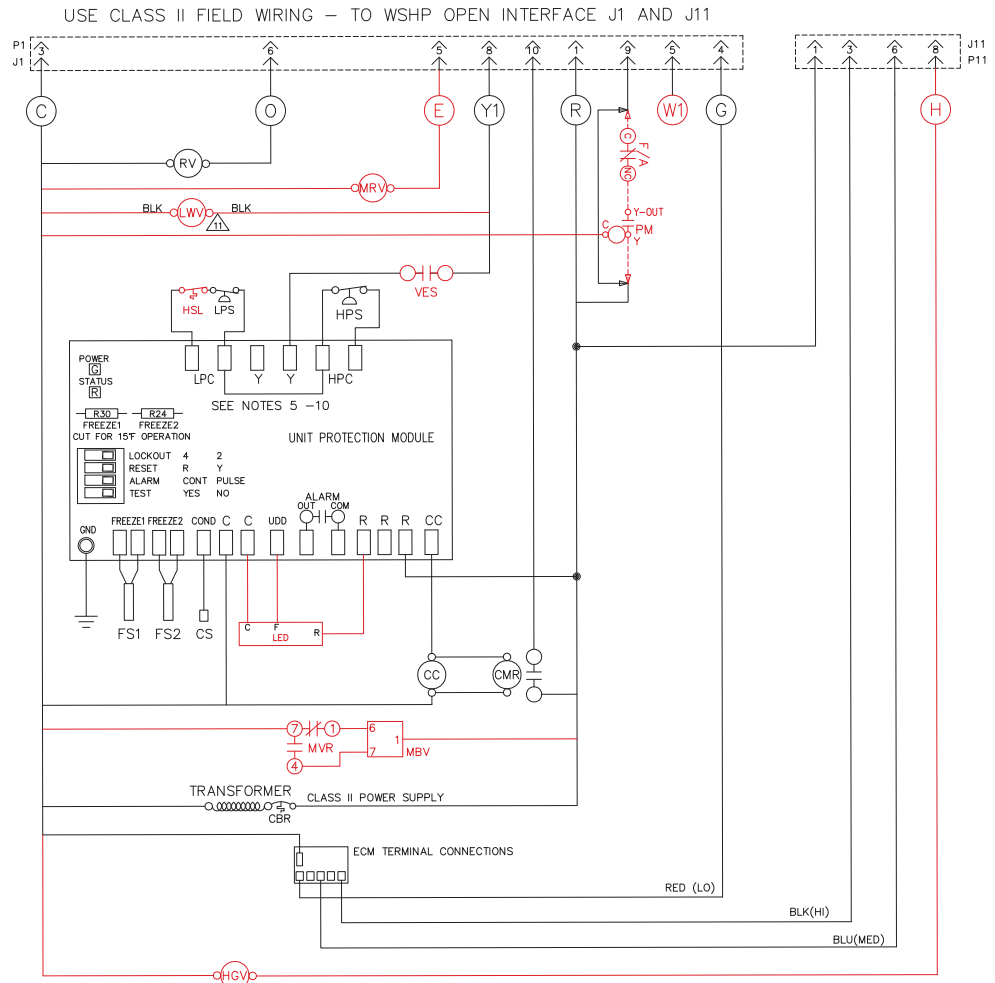 USE CLASS II FIELD WIRING – TO WSHP OPEN INTERFACE J1 AND J11
P1 3 6 5 8 10 1 9 5 4 1 3 6 8 J11
J1 P11
C O E Y1 R W1 G H
C
F/A
NC
RV
MRV
BLK LWV BLK
11
Y-OUT
C PM
Y
VES
HSL LPS HPS
POWER
G
STATUS
R
LPC Y Y HPC
SEE NOTES 5 –10
R30 R24
FREEZE1 FREEZE2
CUT FOR 15°F OPERATION
UNIT PROTECTION MODULE
LOCKOUT 4 2
RESET R Y
ALARM CONT PULSE
TEST YES NO
ALARM
OUT COM
GND FREEZE1 FREEZE2 COND C C UDD R R R CC
FS1 FS2 CS
C F R
LED
CC CMR
7 1 6
1
MVR 7 MBV
4
TRANSFORMER
CLASS II POWER SUPPLY
CBR
ECM TERMINAL CONNECTIONS
RED (LO)
BLK(HI)
BLU(MED)
HGV